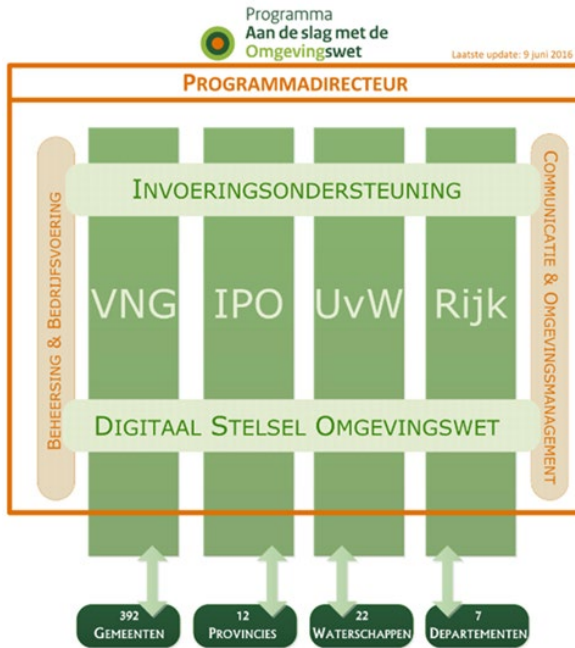 Programma
Aan de slag met de
Omgevingswet
Laatste update: 9 juni 2016
PROGRAMMADIRECTEUR
BEHEERSING & BEDRIJFSVOERING
INVOERINGSONDERSTEUNING
COMMUNICATIE & OMGEVINGSMANAGEMENT
VNG IPO UvW Rijk
DIGITAAL STELSEL OMGEVINGSWET
392
GEMEENTEN
12
PROVINCIES
22
WATERSCHAPPEN
7
DEPARTEMENTEN